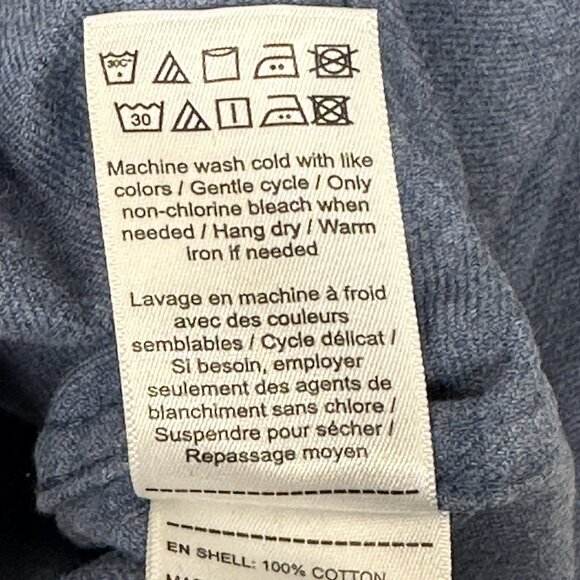 30C
30
Machine wash cold with like
colors / Gentle cycle / Only
non-chlorine bleach when
needed / Hang dry / Warm
Iron if needed
Lavage en machine à froid
avec des couleurs
semblables / Cycle délicat /
Si besoin, employer
seulement des agents de
blanchiment sans chlore /
Suspendre pour sécher /
Repassage moyen
EN SHELL: 100% COTTON